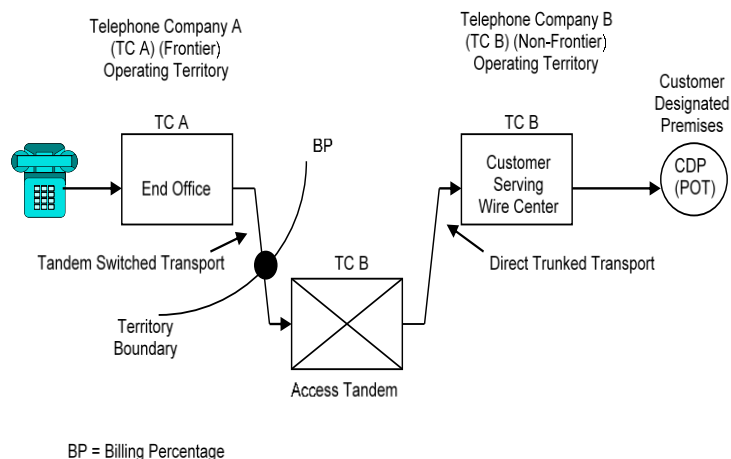 Telephone Company A
(TC A) (Frontier)
Operating Territory
Telephone Company B
(TC B) (Non-Frontier)
Operating Territory
Customer
Designated
Premises
TC A
End Office
BP
TC B
Customer
Serving
Wire Center
CDP
(POT)
Tandem Switched Transport
TC B
Direct Trunked Transport
Territory
Boundary
Access Tandem
BP = Billing Percentage